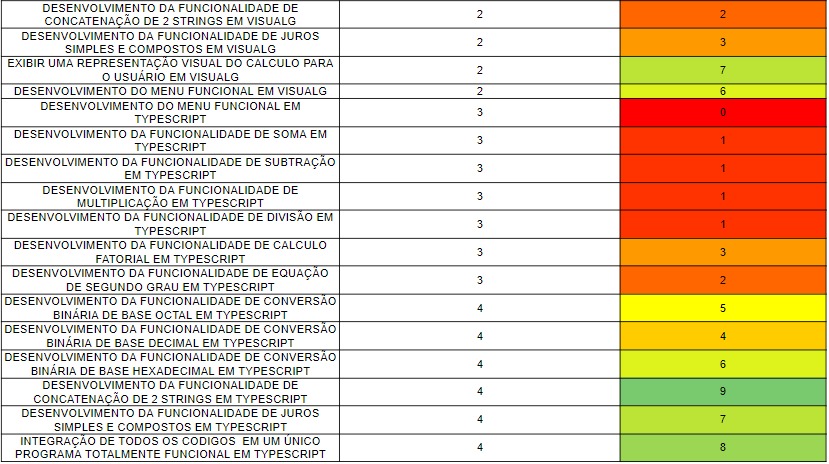 DESENVOLVIMENTO DA FUNCIONALIDADE DE
CONCATENAÇÃO DE 2 STRINGS EM VISUALG
2
2
DESENVOLVIMENTO DA FUNCIONALIDADE DE JUROS
SIMPLES E COMPOSTOS EM VISUALG
2
3
EXIBIR UMA REPRESENTAÇÃO VISUAL DO CALCULO PARA
O USUÁRIO EM VISUALG
2
7
DESENVOLVIMENTO DO MENU FUNCIONAL EM VISUALG
2
6
DESENVOLVIMENTO DO MENU FUNCIONAL EM
TYPESCRIPT
3
0
DESENVOLVIMENTO DA FUNCIONALIDADE DE SOMA EM
TYPESCRIPT
3
1
DESENVOLVIMENTO DA FUNCIONALIDADE DE SUBTRAÇÃO
EM TYPESCRIPT
3
1
DESENVOLVIMENTO DA FUNCIONALIDADE DE
MULTIPLICAÇÃO EM TYPESCRIPT
3
1
DESENVOLVIMENTO DA FUNCIONALIDADE DE DIVISÃO EM
TYPESCRIPT
3
1
DESENVOLVIMENTO DA FUNCIONALIDADE DE CALCULO
FATORIAL EM TYPESCRIPT
3
3
DESENVOLVIMENTO DA FUNCIONALIDADE DE EQUAÇÃO
DE SEGUNDO GRAU EM TYPESCRIPT
3
2
DESENVOLVIMENTO DA FUNCIONALIDADE DE CONVERSÃO
BINÁRIA DE BASE OCTAL EM TYPESCRIPT
4
5
DESENVOLVIMENTO DA FUNCIONALIDADE DE CONVERSÃO
BINÁRIA DE BASE DECIMAL EM TYPESCRIPT
4
4
DESENVOLVIMENTO DA FUNCIONALIDADE DE CONVERSÃO
BINÁRIA DE BASE HEXADECIMAL EM TYPESCRIPT
4
6
DESENVOLVIMENTO DA FUNCIONALIDADE DE
CONCATENAÇÃO DE 2 STRINGS EM TYPESCRIPT
4
9
DESENVOLVIMENTO DA FUNCIONALIDADE DE JUROS
SIMPLES E COMPOSTOS EM TYPESCRIPT
4
7
INTEGRAÇÃO DE TODOS OS CODIGOS EM UM ÚNICO
PROGRAMA TOTALMENTE FUNCIONAL EM TYPESCRIPT
4
8